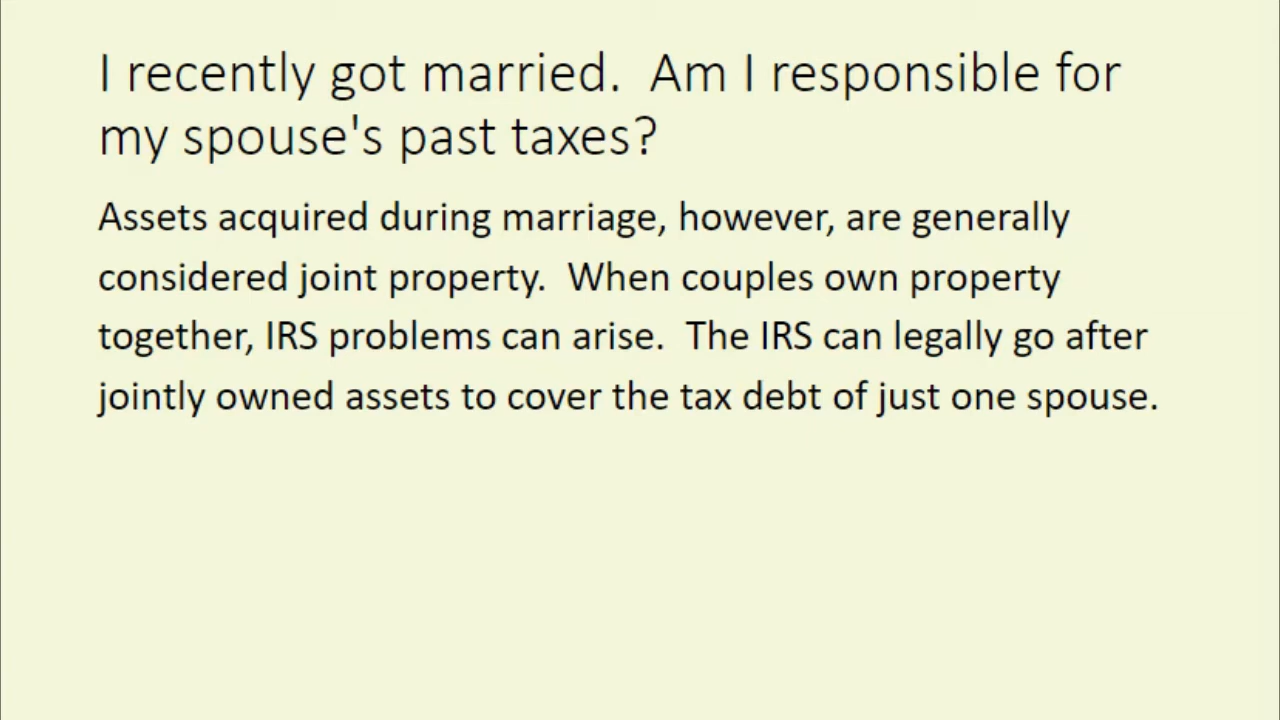 I recently got married.  Am I responsible for
my spouse's past taxes?
Assets acquired during marriage, however, are generally
considered joint property.  When couples own property
together, IRS problems can arise.  The IRS can legally go after
jointly owned assets to cover the tax debt of just one spouse.